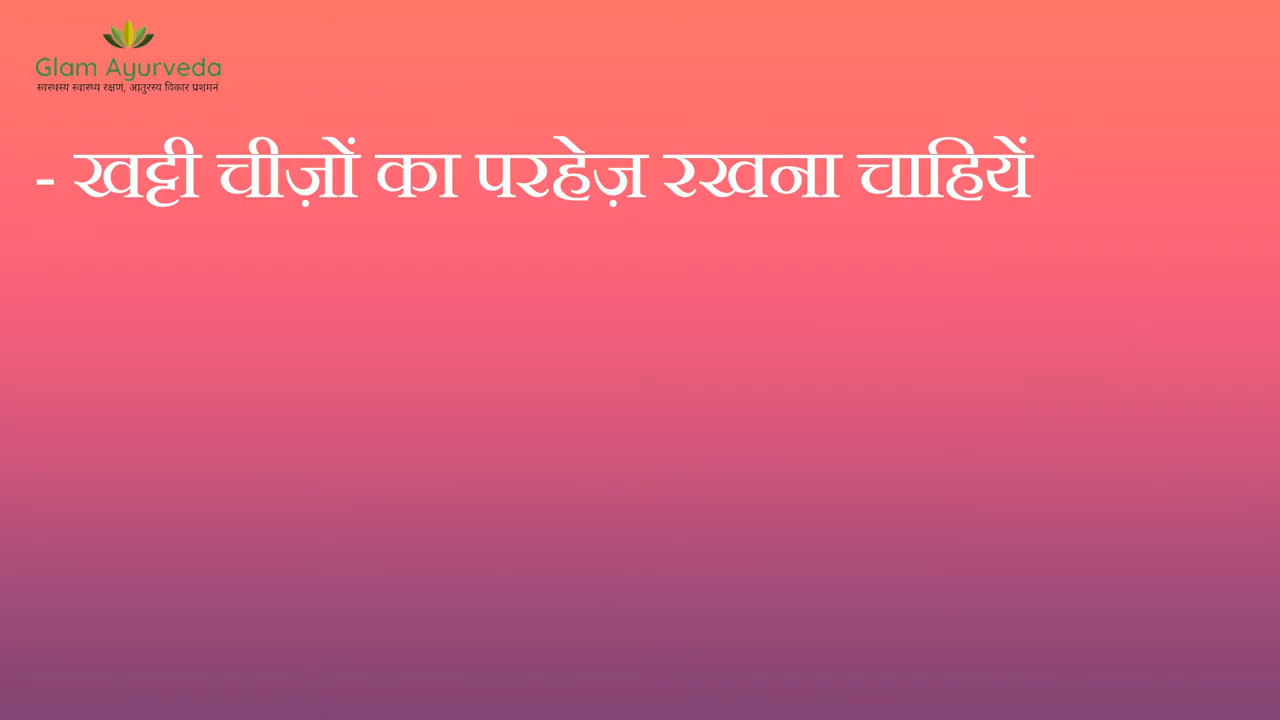 Glam Ayurveda
स्वस्थस्य स्वास्थ्य रक्षणं, आतुरस्य विकार प्रशमनं
- खट्टी चीज़ों का परहेज़ रखना चाहियें